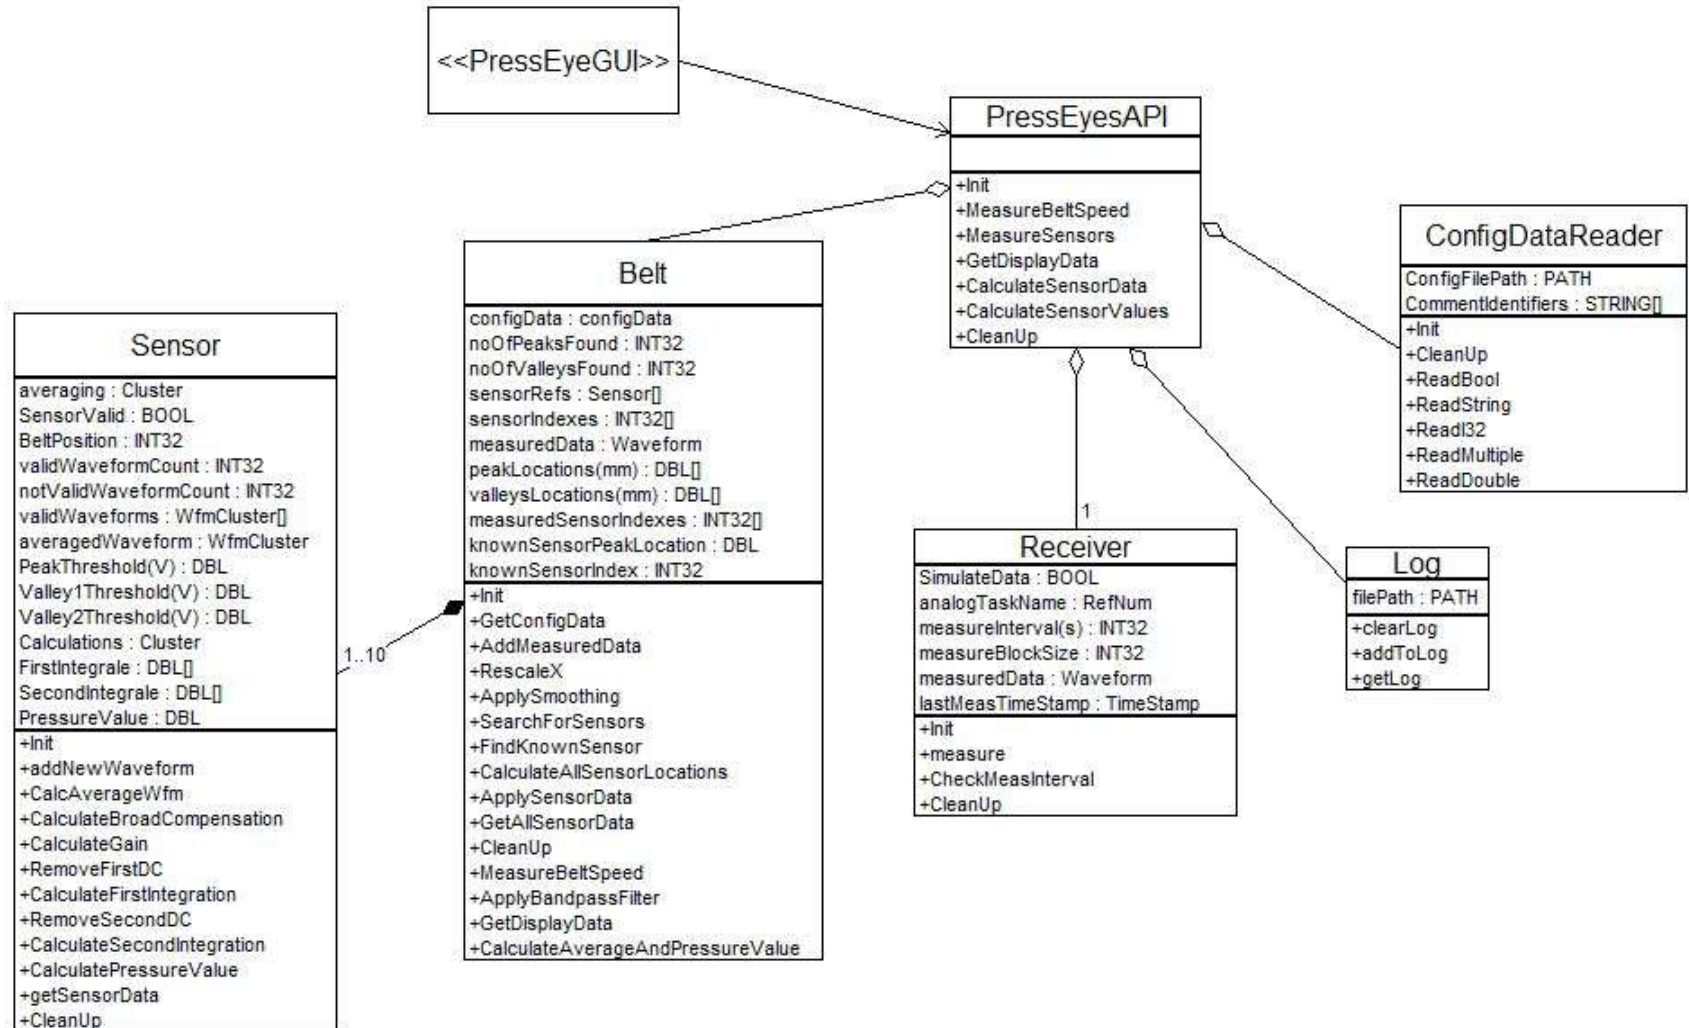 <<PressEyeGUI>>
PressEyesAPI
+Init
+MeasureBeltSpeed
+MeasureSensors
+GetDisplayData
+CalculateSensorData
+CalculateSensorValues
+CleanUp
ConfigDataReader
ConfigFilePath : PATH
CommentIdentifiers : STRING[]
+Init
+CleanUp
+ReadBool
+ReadString
+ReadI32
+ReadMultiple
+ReadDouble
Belt
configData : configData
noOfPeaksFound : INT32
noOfValleysFound : INT32
sensorRefs : Sensor[]
sensorIndexes : INT32[]
measuredData : Waveform
peakLocations(mm) : DBL[]
valleysLocations(mm) : DBL[]
measuredSensorIndexes : INT32[]
knownSensorPeakLocation : DBL
knownSensorIndex : INT32
+Init
+GetConfigData
+AddMeasuredData
+RescaleX
+ApplySmoothing
+SearchForSensors
+FindKnownSensor
+CalculateAllSensorLocations
+ApplySensorData
+GetAllSensorData
+CleanUp
+MeasureBeltSpeed
+ApplyBandpassFilter
+GetDisplayData
+CalculateAverageAndPressureValue
1..10
Sensor
averaging : Cluster
SensorValid : BOOL
BeltPosition : INT32
validWaveformCount : INT32
notValidWaveformCount : INT32
validWaveforms : WfmCluster[]
averagedWaveform : WfmCluster
PeakThreshold(V) : DBL
Valley1Threshold(V) : DBL
Valley2Threshold(V) : DBL
Calculations : Cluster
FirstIntegrale : DBL[]
SecondIntegrale : DBL[]
PressureValue : DBL
+Init
+addNewWaveform
+CalcAverageWfm
+CalculateBroadCompensation
+CalculateGain
+RemoveFirstDC
+CalculateFirstIntegration
+RemoveSecondDC
+CalculateSecondIntegration
+CalculatePressureValue
+getSensorData
+CleanUp
1
Receiver
SimulateData : BOOL
analogTaskName : RefNum
measureInterval(s) : INT32
measureBlockSize : INT32
measuredData : Waveform
lastMeasTimeStamp : TimeStamp
+Init
+measure
+CheckMeasInterval
+CleanUp
Log
filePath : PATH
+clearLog
+addToLog
+getLog